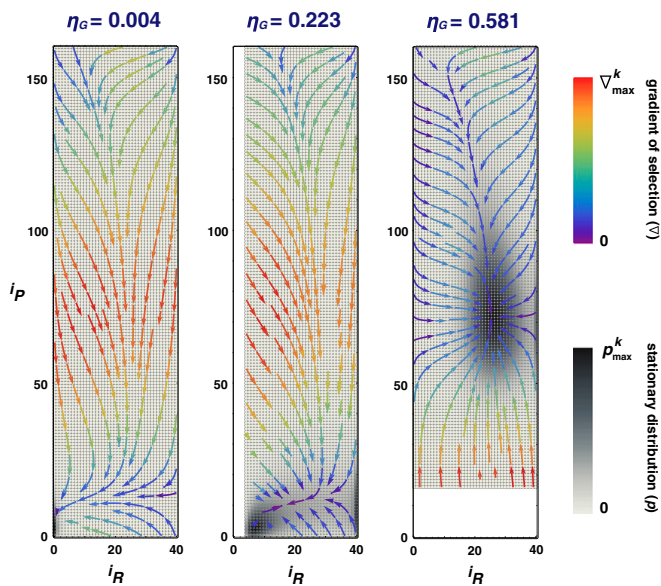 ηG = 0.004 ηG = 0.223 ηG = 0.581
150 150 150
100 100 100
50 50 50
0 0 0
0 20 40 0 20 40 0 20 40
iP
iR iR iR
∇kmax
0
gradient of selection (∇)
pkmax
0
stationary distribution (p)